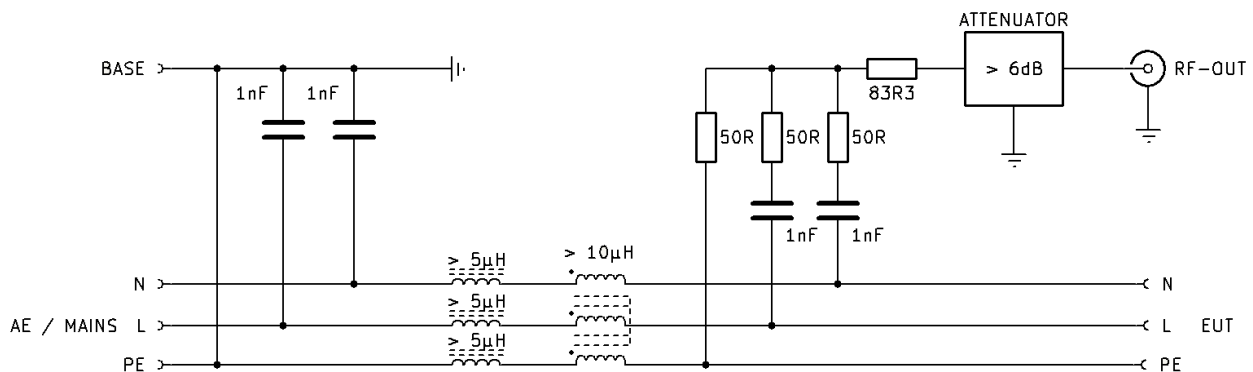 ATTENUATOR
BASE
> 6dB
RF-OUT
1nF 1nF
83R3
50R 50R 50R
1nF 1nF
> 5µH > 10µH
N N
> 5µH
AE / MAINS L L EUT
> 5µH
PE PE